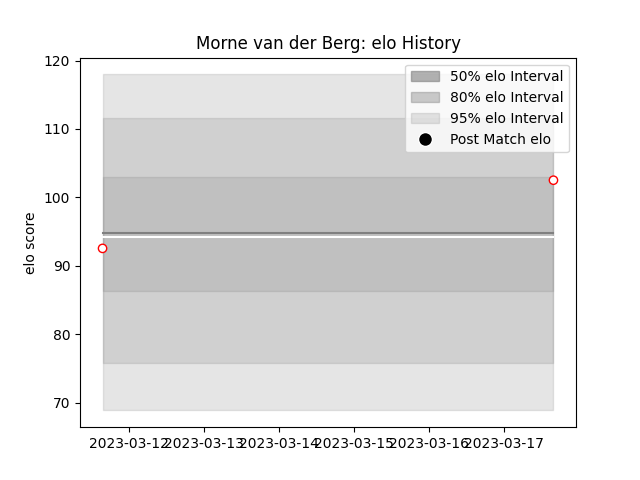 Morne van der Berg: elo History
120
110
100
90
80
70
elo score
50% elo Interval
80% elo Interval
95% elo Interval
Post Match elo
2023-03-12 2023-03-13 2023-03-14 2023-03-15 2023-03-16 2023-03-17